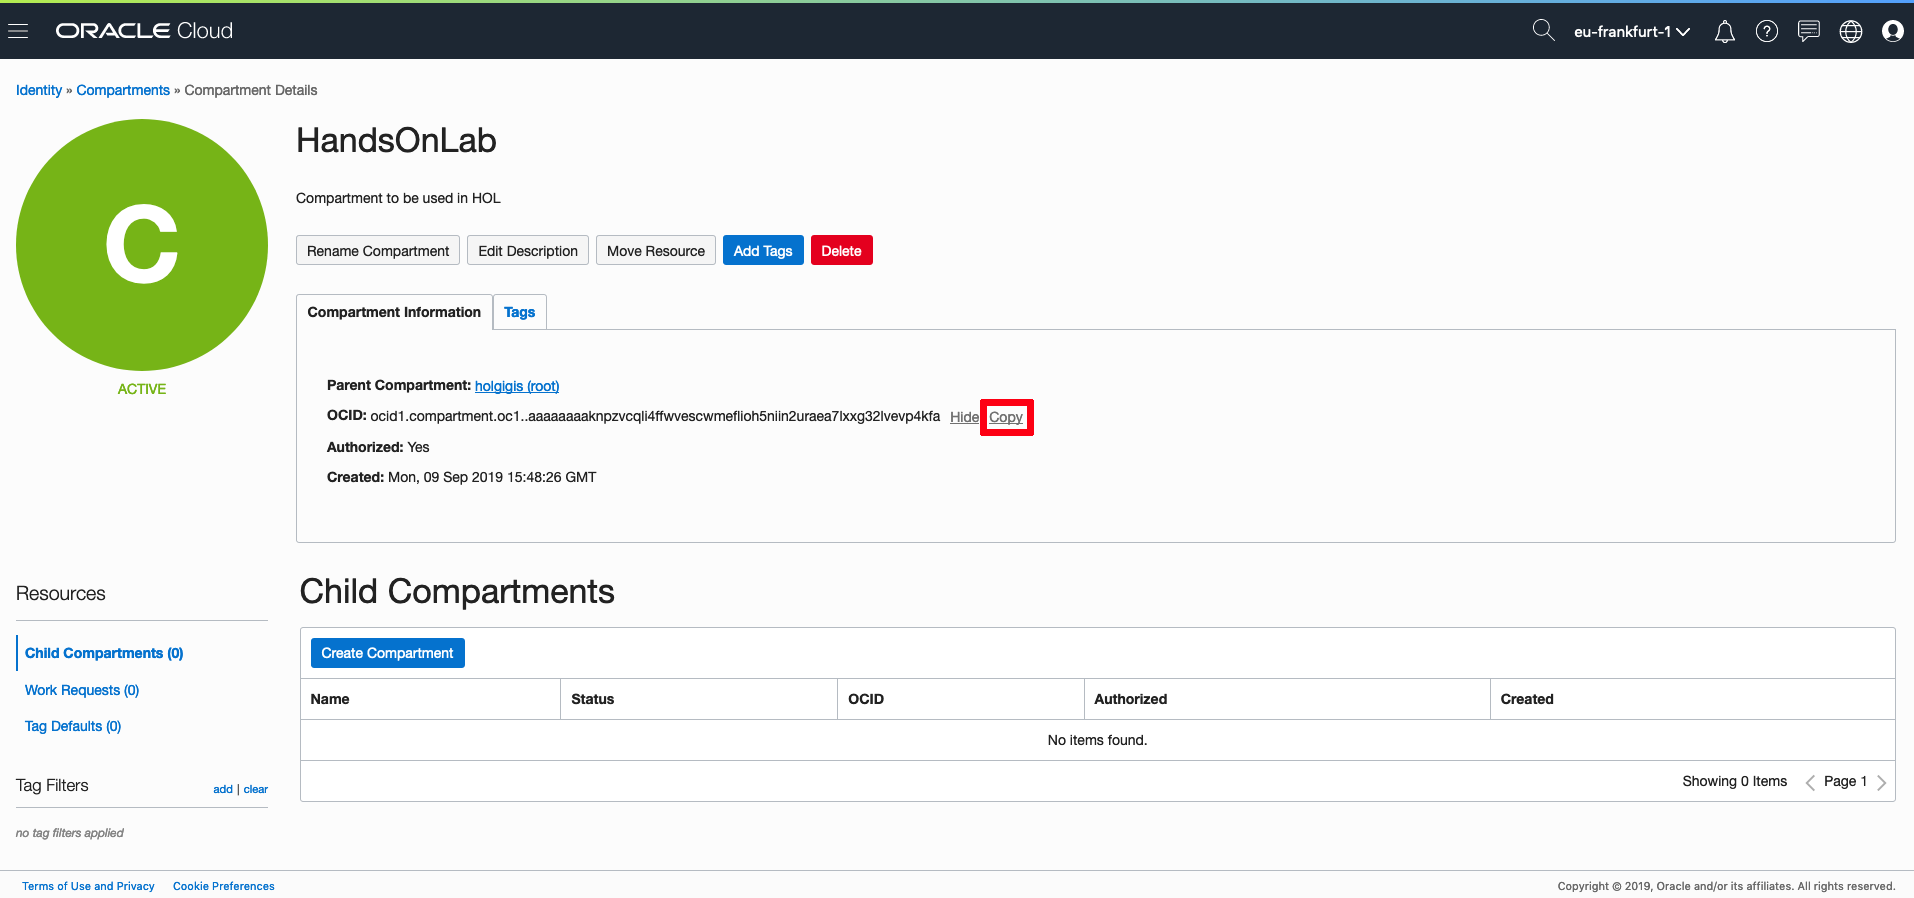 ORACLE Cloud
eu-frankfurt-1
Identity » Compartments » Compartment Details
C
ACTIVE
HandsOnLab
Compartment to be used in HOL
Rename Compartment Edit Description Move Resource Add Tags Delete
Compartment Information Tags
Parent Compartment: holgigis (root)
OCID: ocid1.compartment.oc1..aaaaaaaaknpzvcqli4ffwvescwmeflioh5niin2uraea7lxxg32lvevp4kfa Hide Copy
Authorized: Yes
Created: Mon, 09 Sep 2019 15:48:26 GMT
Resources
Child Compartments (0)
Work Requests (0)
Tag Defaults (0)
Tag Filters add | clear
no tag filters applied
Child Compartments
Create Compartment
Name Status OCID Authorized Created
No items found.
Showing 0 Items Page 1
Terms of Use and Privacy Cookie Preferences
Copyright © 2019, Oracle and/or its affiliates. All rights reserved.